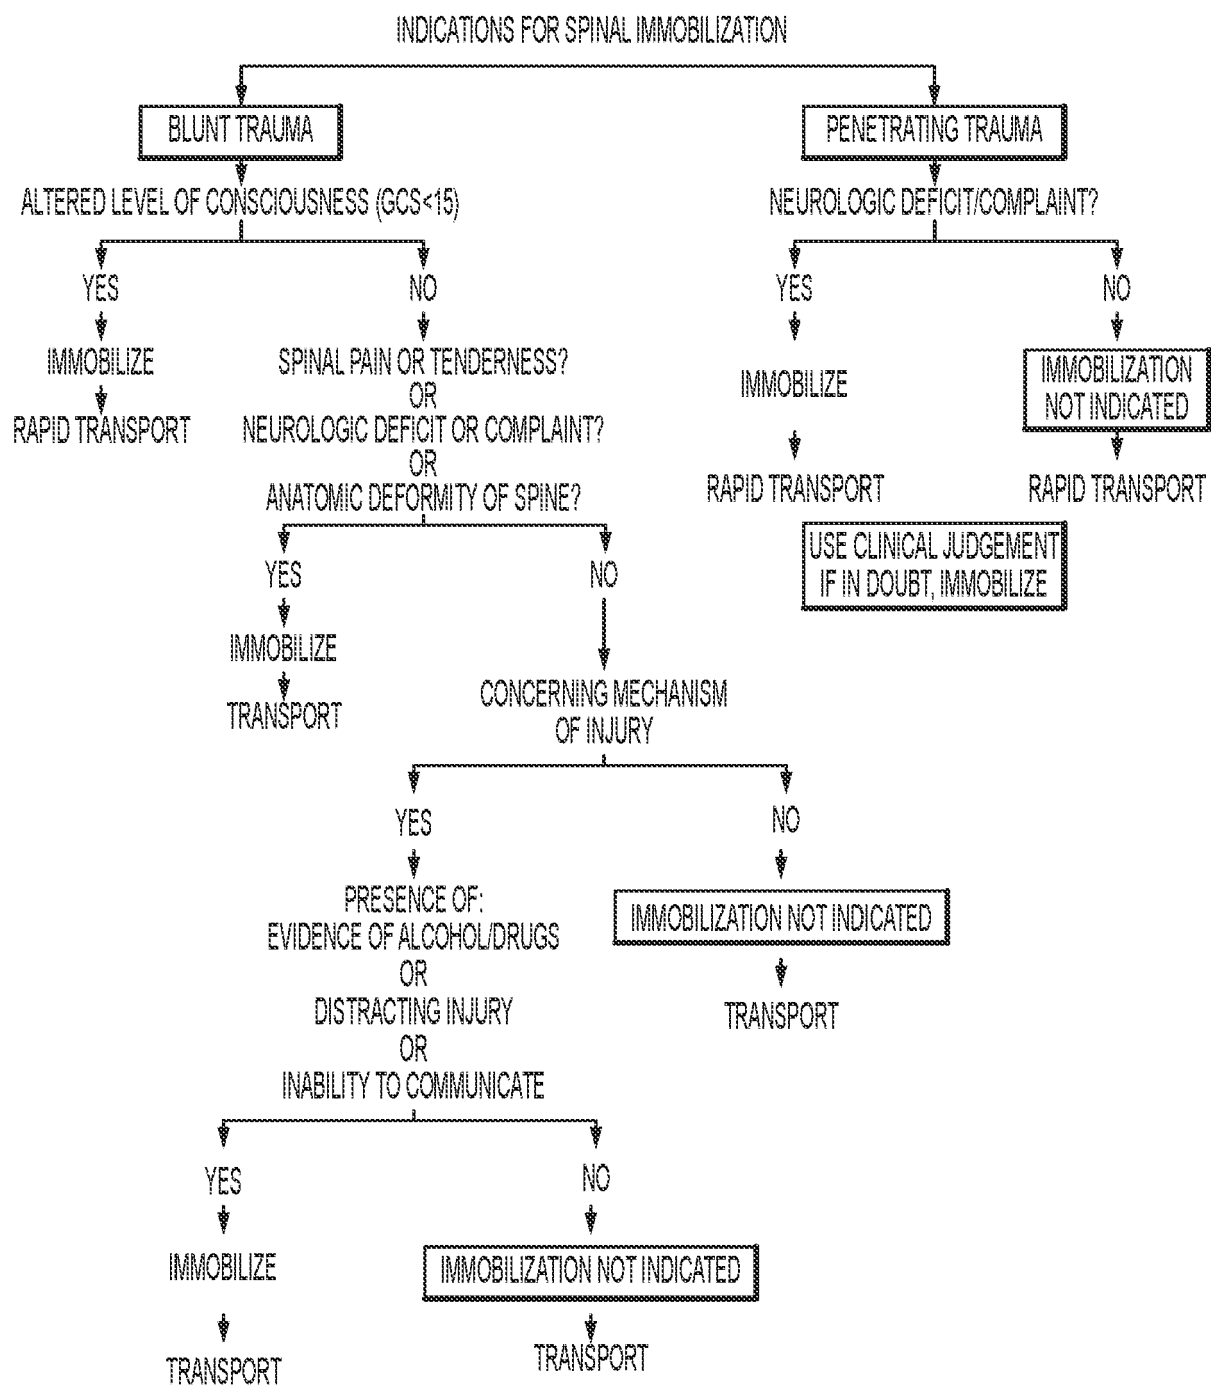 INDICATIONS FOR SPINAL IMMOBILIZATION
BLUNT TRAUMA
PENETRATING TRAUMA
ALTERED LEVEL OF CONSCIOUSNESS (GCS<15)
NEUROLOGIC DEFICIT/COMPLAINT?
YES
NO
YES
NO
IMMOBILIZE
SPINAL PAIN OR TENDERNESS?
IMMOBILIZE
IMMOBILIZATION
NOT INDICATED
OR
RAPID TRANSPORT
NEUROLOGIC DEFICIT OR COMPLAINT?
OR
ANATOMIC DEFORMITY OF SPINE?
RAPID TRANSPORT
RAPID TRANSPORT
USE CLINICAL JUDGEMENT
IF IN DOUBT, IMMOBILIZE
YES
NO
IMMOBILIZE
TRANSPORT
CONCERNING MECHANISM
OF INJURY
YES
NO
PRESENCE OF:
EVIDENCE OF ALCOHOL/DRUGS
OR
DISTRACTING INJURY
OR
INABILITY TO COMMUNICATE
IMMOBILIZATION NOT INDICATED
TRANSPORT
YES
NO
IMMOBILIZE
IMMOBILIZATION NOT INDICATED
TRANSPORT
TRANSPORT